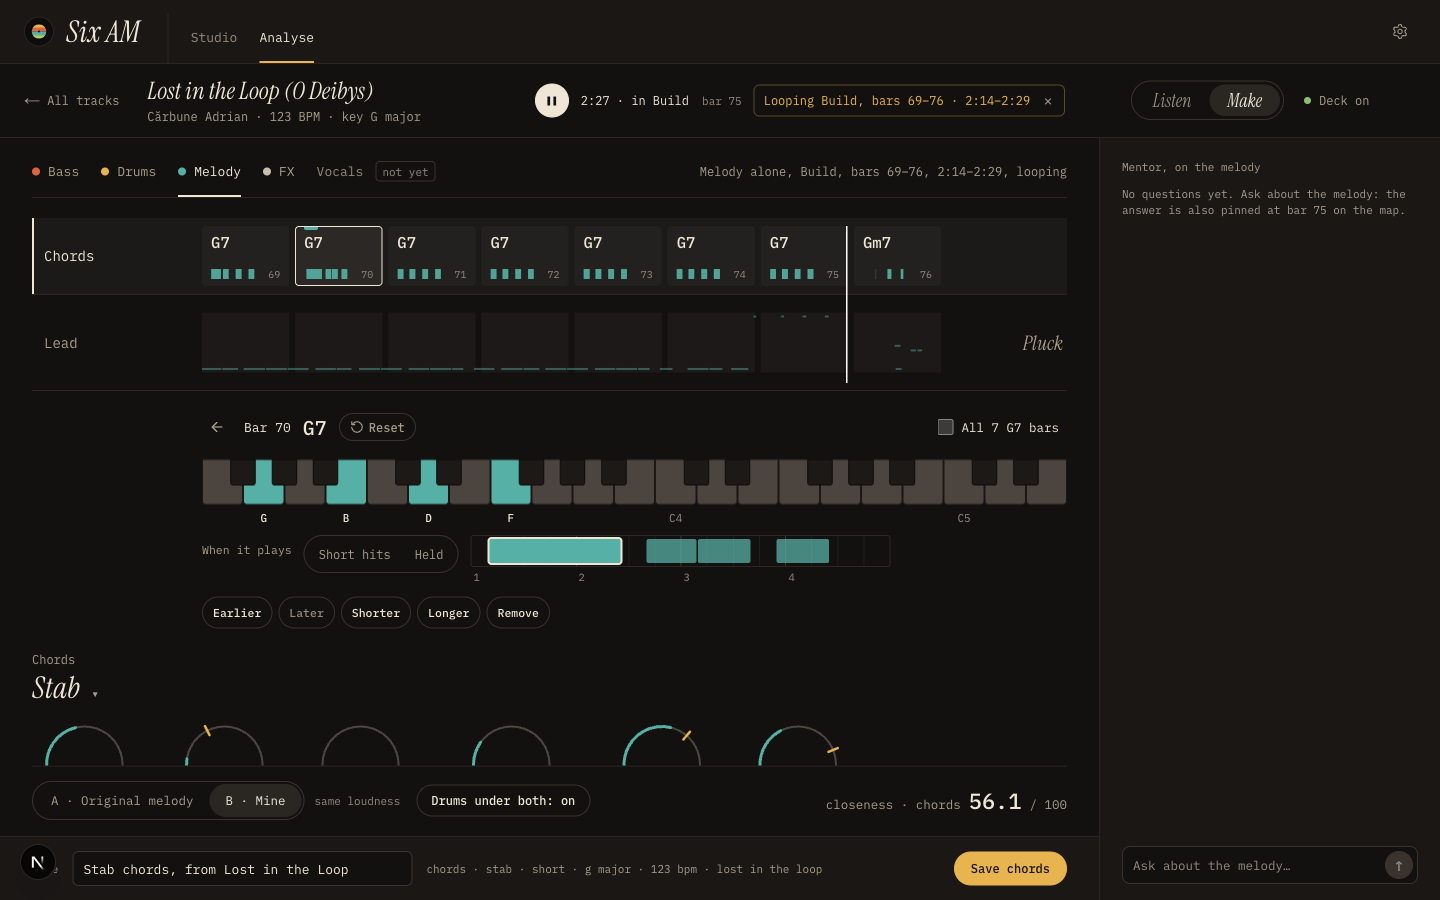 Six AM
Studio Analyse
← All tracks
Lost in the Loop (O Deibys)
Cărbune Adrian · 123 BPM · key G major
2:27 · in Build bar 75
Looping Build, bars 69–76 · 2:14–2:29 ×
Listen Make
Deck on
Bass Drums Melody FX Vocals not yet
Melody alone, Build, bars 69–76, 2:14–2:29, looping
Chords
G7 69
G7 70
G7 71
G7 72
G7 73
G7 74
G7 75
Gm7 76
Lead
Pluck
← Bar 70 G7 Reset
All 7 G7 bars
G B D F C4 C5
When it plays Short hits Held
1 2 3 4
Earlier Later Shorter Longer Remove
Chords
Stab ▾
A · Original melody B · Mine same loudness Drums under both: on
closeness · chords 56.1 / 100
N
Stab chords, from Lost in the Loop
chords · stab · short · g major · 123 bpm · lost in the loop
Save chords
Mentor, on the melody
No questions yet. Ask about the melody: the
answer is also pinned at bar 75 on the map.
Ask about the melody…
↑